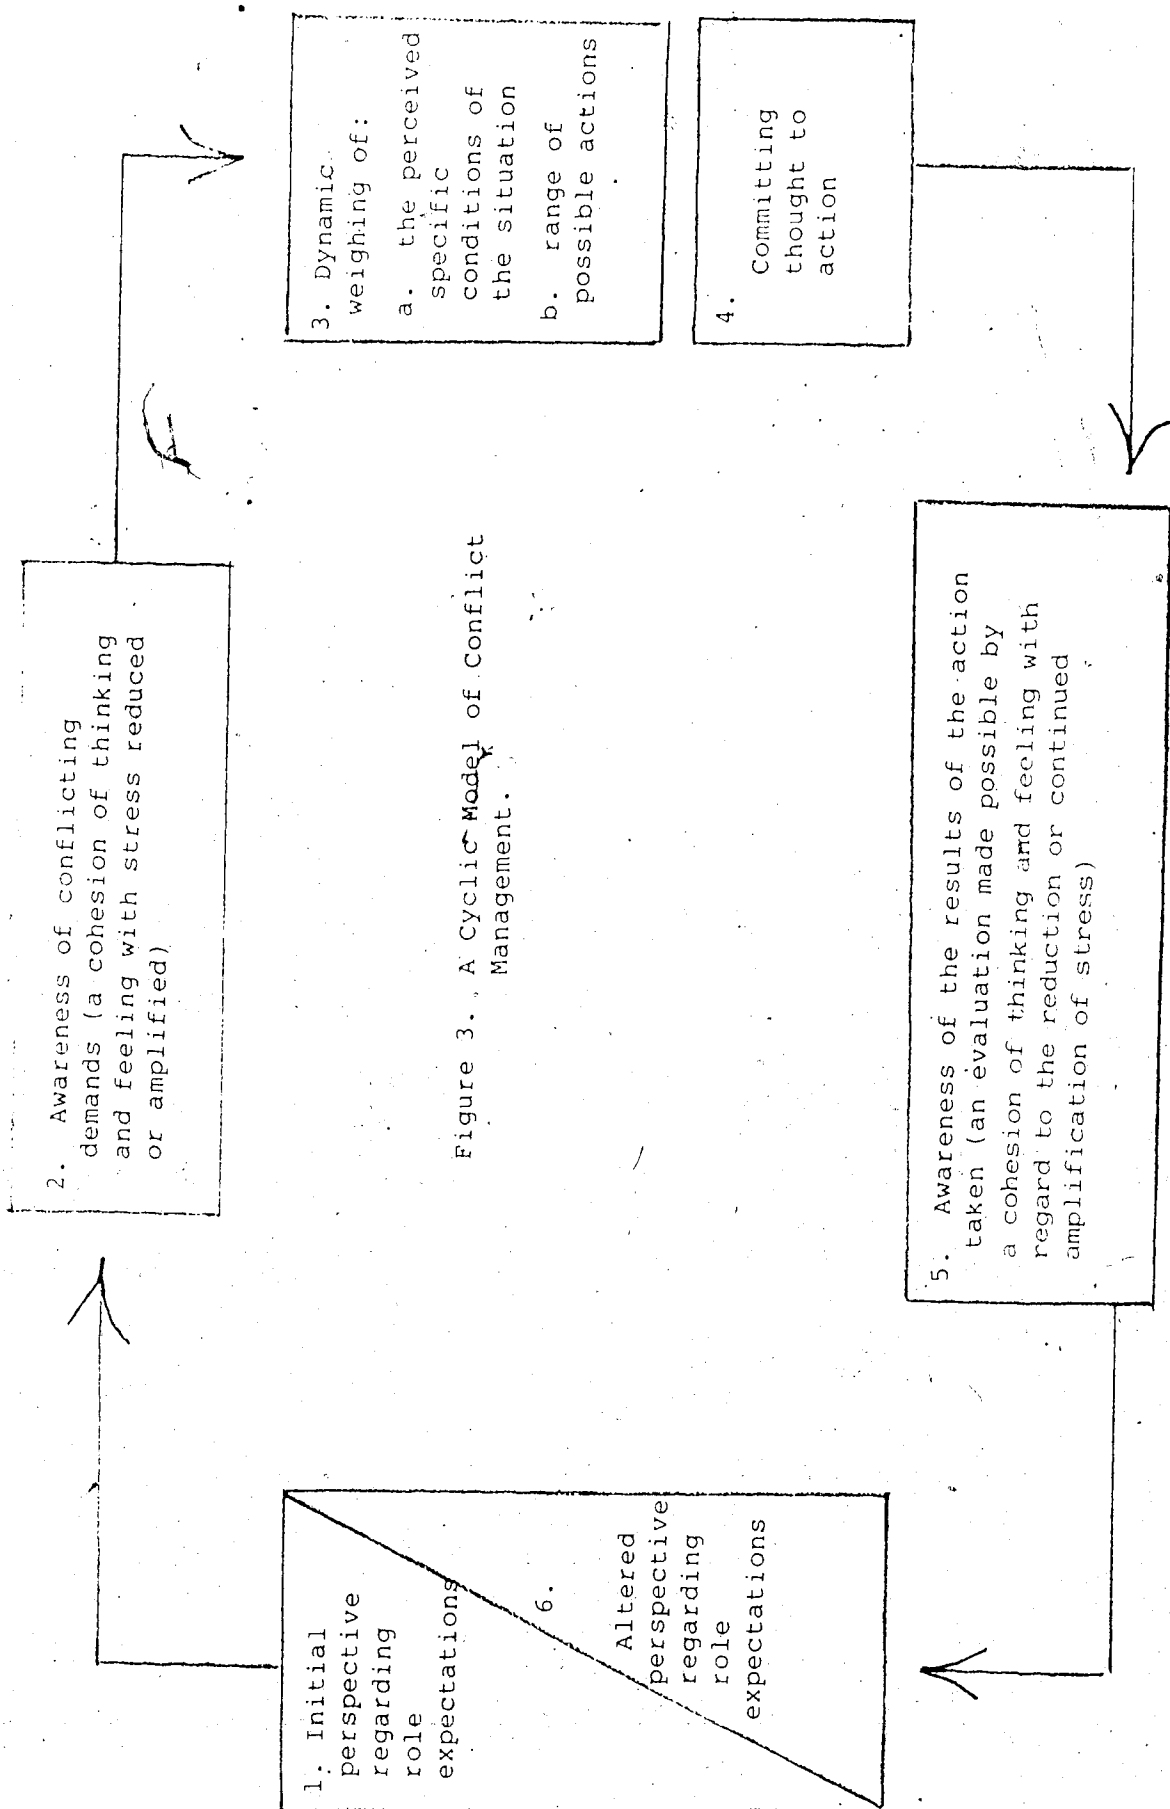 1. Initial
perspective
regarding
role
expectations
6.
Altered
perspective
regarding
role
expectations
2. Awareness of conflicting
demands (a cohesion of thinking
and feeling with stress reduced
or amplified)
3. Dynamic
weighing of:
a. the perceived
specific
conditions of
the situation
b. range of
possible actions
4.
Committing
thought to
action
5. Awareness of the results of the action
taken (an evaluation made possible by
a cohesion of thinking and feeling with
regard to the reduction or continued
amplification of stress)
Figure 3. A Cyclic Model of Conflict
Management.